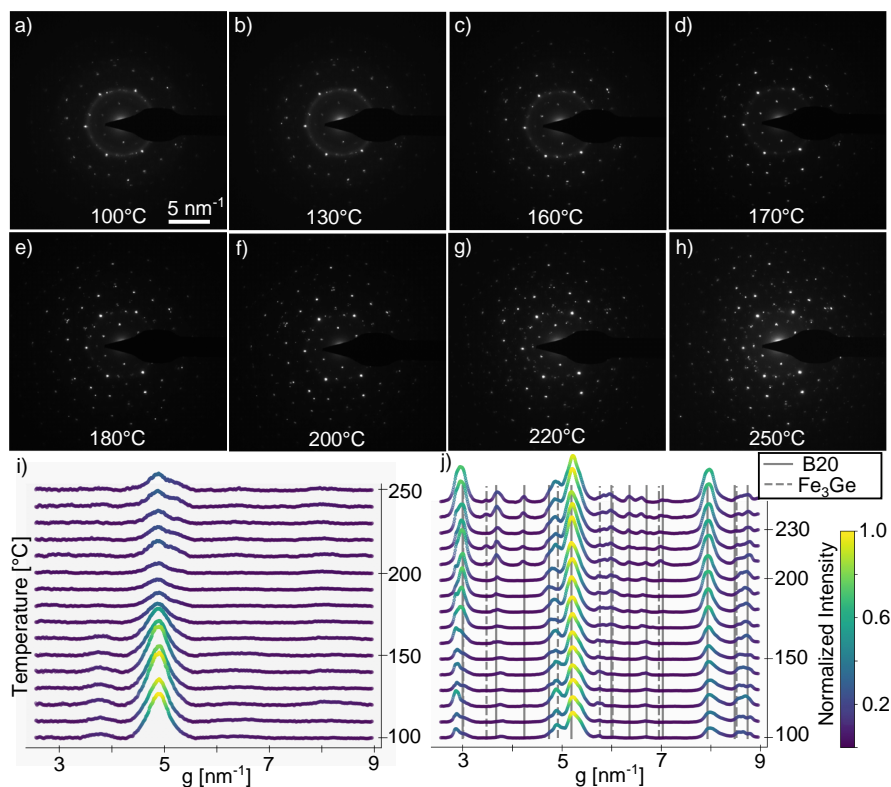 a) b) c) d)
100°C 5 nm⁻¹ 130°C 160°C 170°C
e) f) g) h)
180°C 200°C 220°C 250°C
i) j)
B20
Fe₃Ge
Temperature [°C]
250
200
150
100
3 5 7 9
g [nm⁻¹]
230
200
150
100
3 5 7 9
g [nm⁻¹]
Normalized Intensity
1.0
0.6
0.2